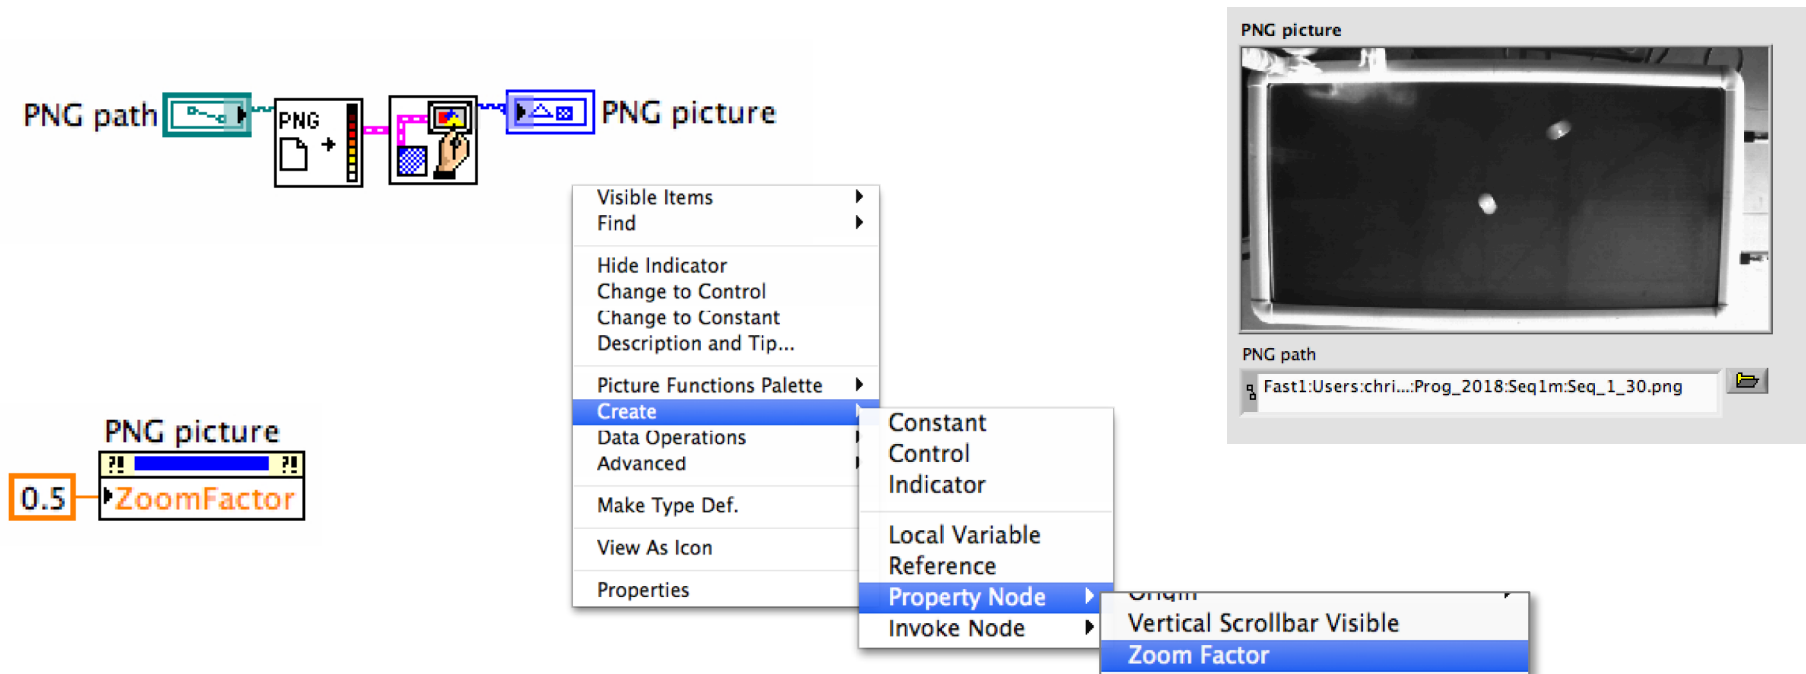 PNG path
PNG
PNG picture
Visible Items
Find
Hide Indicator
Change to Control
Change to Constant
Description and Tip...
Picture Functions Palette
Create
Data Operations
Advanced
Make Type Def.
View As Icon
Properties
Constant
Control
Indicator
Local Variable
Reference
Property Node
Invoke Node
Origin
Vertical Scrollbar Visible
Zoom Factor
PNG picture
?! ?!
0.5
ZoomFactor
PNG picture
PNG path
Fast1:Users:chri...:Prog_2018:Seq1m:Seq_1_30.png